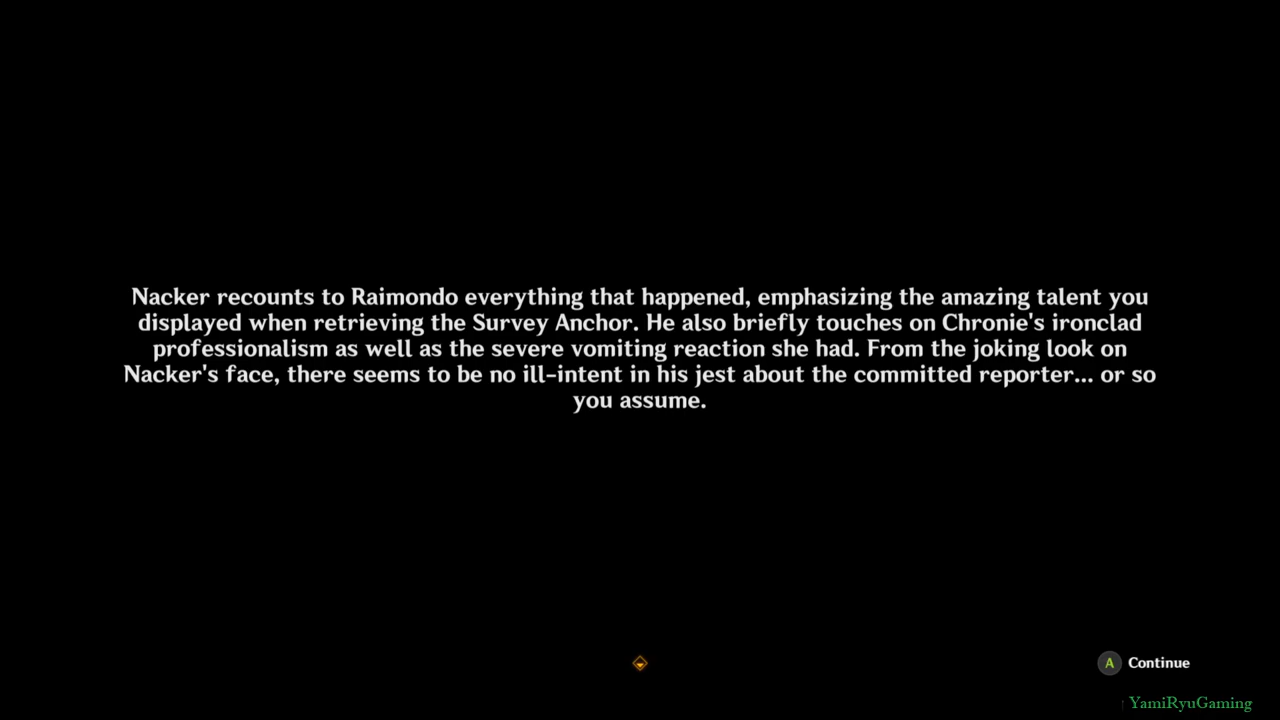 Nacker recounts to Raimondo everything that happened, emphasizing the amazing talent you
displayed when retrieving the Survey Anchor. He also briefly touches on Chronie's ironclad
professionalism as well as the severe vomiting reaction she had. From the joking look on
Nacker's face, there seems to be no ill-intent in his jest about the committed reporter... or so
you assume.
A Continue
YamiRyuGaming